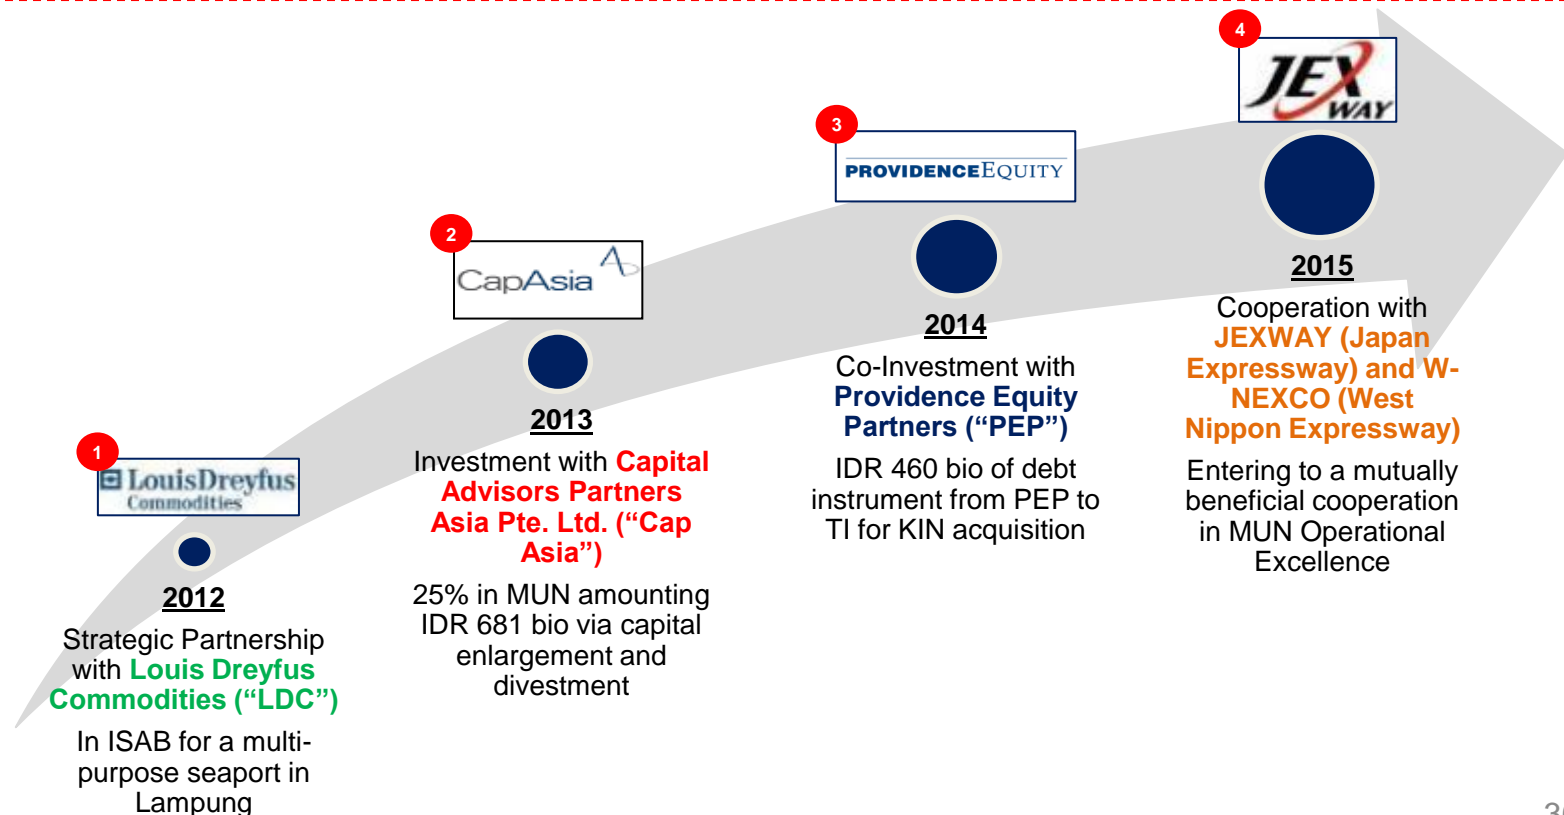 1
LouisDreyfus
Commodities
2012
Strategic Partnership
with Louis Dreyfus
Commodities (“LDC”)
In ISAB for a multi-
purpose seaport in
Lampung
2
CapAsia
2013
Investment with Capital
Advisors Partners
Asia Pte. Ltd. (“Cap
Asia”)
25% in MUN amounting
IDR 681 bio via capital
enlargement and
divestment
3
PROVIDENCEEQUITY
2014
Co-Investment with
Providence Equity
Partners (“PEP”)
IDR 460 bio of debt
instrument from PEP to
TI for KIN acquisition
4
JEX
WAY
2015
Cooperation with
JEXWAY (Japan
Expressway) and W-
NEXCO (West
Nippon Expressway)
Entering to a mutually
beneficial cooperation
in MUN Operational
Excellence